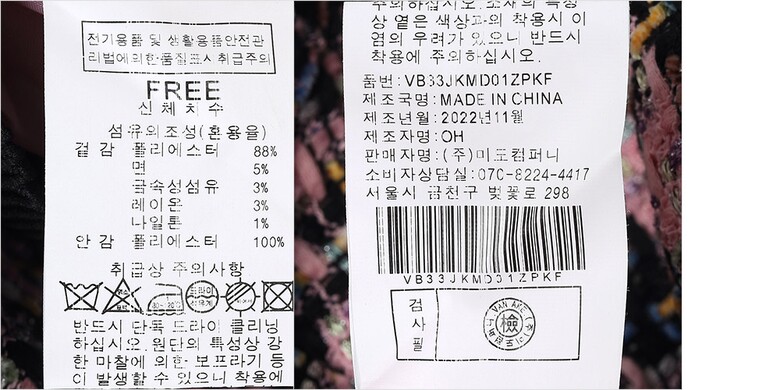 전기용품 및 생활용품안전관
리법에의한품질표시 취급주의
FREE
신체치수
섬유의조성(혼용율)
겉감 폴리에스터 88%
면 5%
금속성섬유 3%
레이온 3%
나일론 1%
안감 폴리에스터 100%
취급상 주의사항
드라이
반드시 단독 드라이 클리닝
하십시오.원단의 특성상 강
한 마찰에 의한 보프라기 등
이 발생할 수 있으니 착용에
주의하십시오.소재의 특성
상 옅은 색상과의 착용시 이
염의 우려가 있으니 반드시
착용에 주의하십시오.
품번:VB33JKMD01ZPKF
제조국명:MADE IN CHINA
제조년월:2022년11월
제조자명:OH
판매자명:(주)미도컴퍼니
소비자상담실:070-8224-4417
서울시 금천구 벚꽃로 298
VB33JKMD01ZPKF
검
사
필
檢